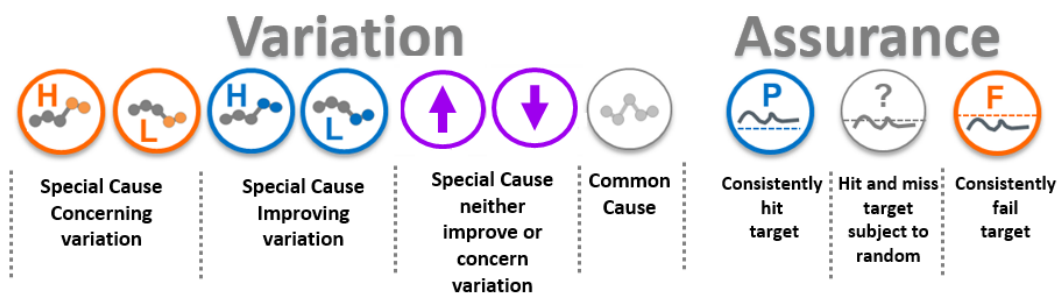 Variation
Assurance
H
L
H
L
P
?
F
Special Cause
Concerning
variation
Special Cause
Improving
variation
Special Cause
neither
improve or
concern
variation
Common
Cause
Consistently
hit
target
Hit and miss
target
subject to
random
Consistently
fail
target